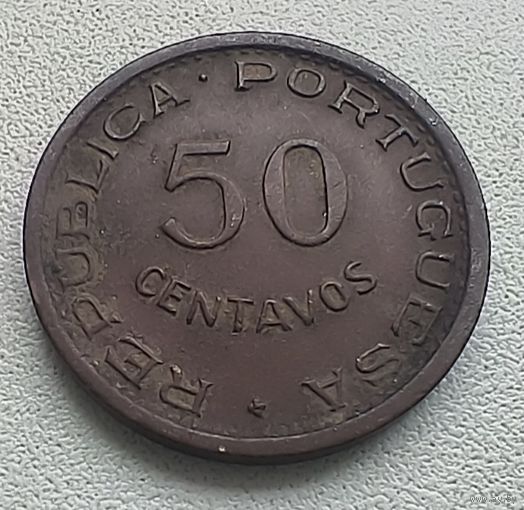 REPUBLICA · PORTUGUESA
50
CENTAVOS